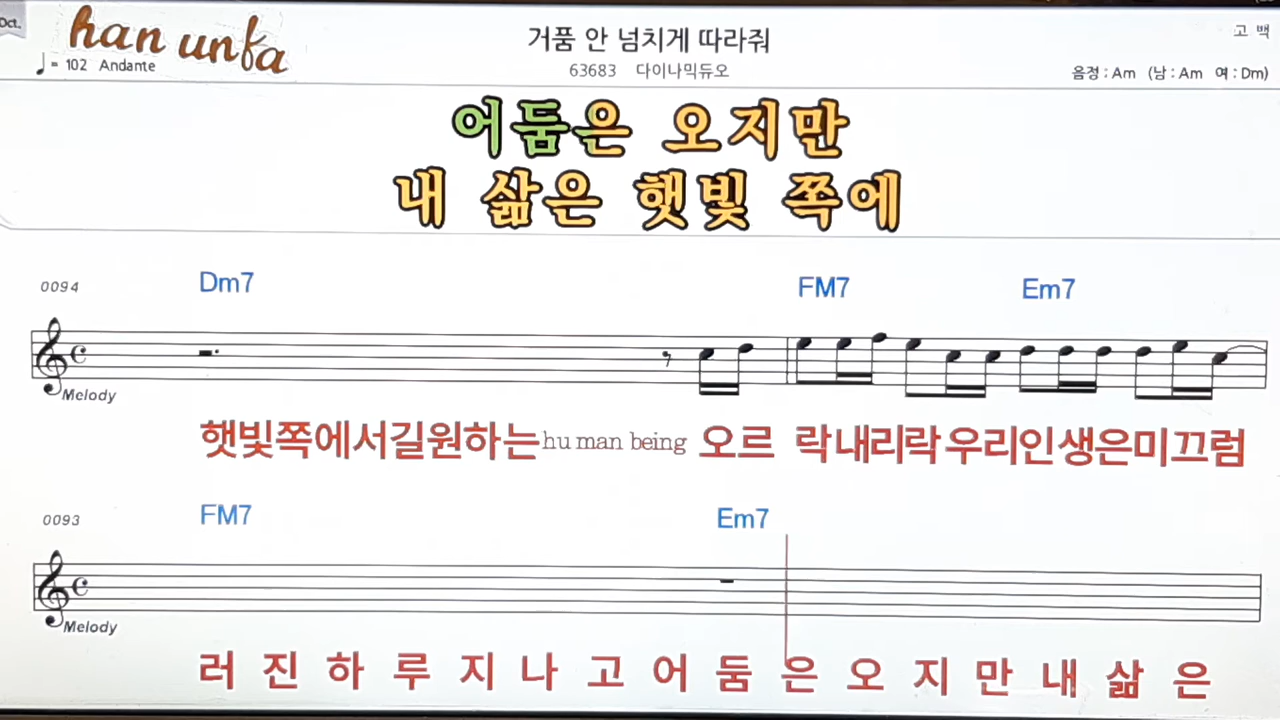 Oct.
han unfa
고 백
거품 안 넘치게 따라줘
♩ = 102 Andante
63683 다이나믹듀오
음정 : Am (남 : Am 여 : Dm)
어둠은 오지만
내 삶은 햇빛 쪽에
0094
Dm7 FM7 Em7
Melody
햇빛쪽에서길원하는hu man being 오르 락내리락우리인생은미끄럼
0093
FM7 Em7
Melody
러 진 하 루 지 나 고 어 둠 은 오 지 만 내 삶 은